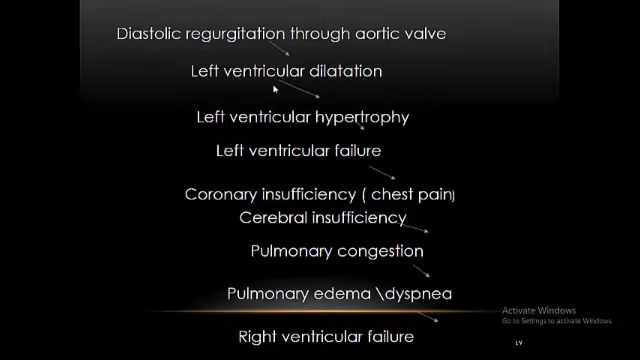 Diastolic regurgitation through aortic valve
Left ventricular dilatation
Left ventricular hypertrophy
Left ventricular failure
Coronary insufficiency ( chest pain)
Cerebral insufficiency
Pulmonary congestion
Pulmonary edema \dyspnea
Activate Windows
Go to Settings to activate Windows.
Right ventricular failure
١٧